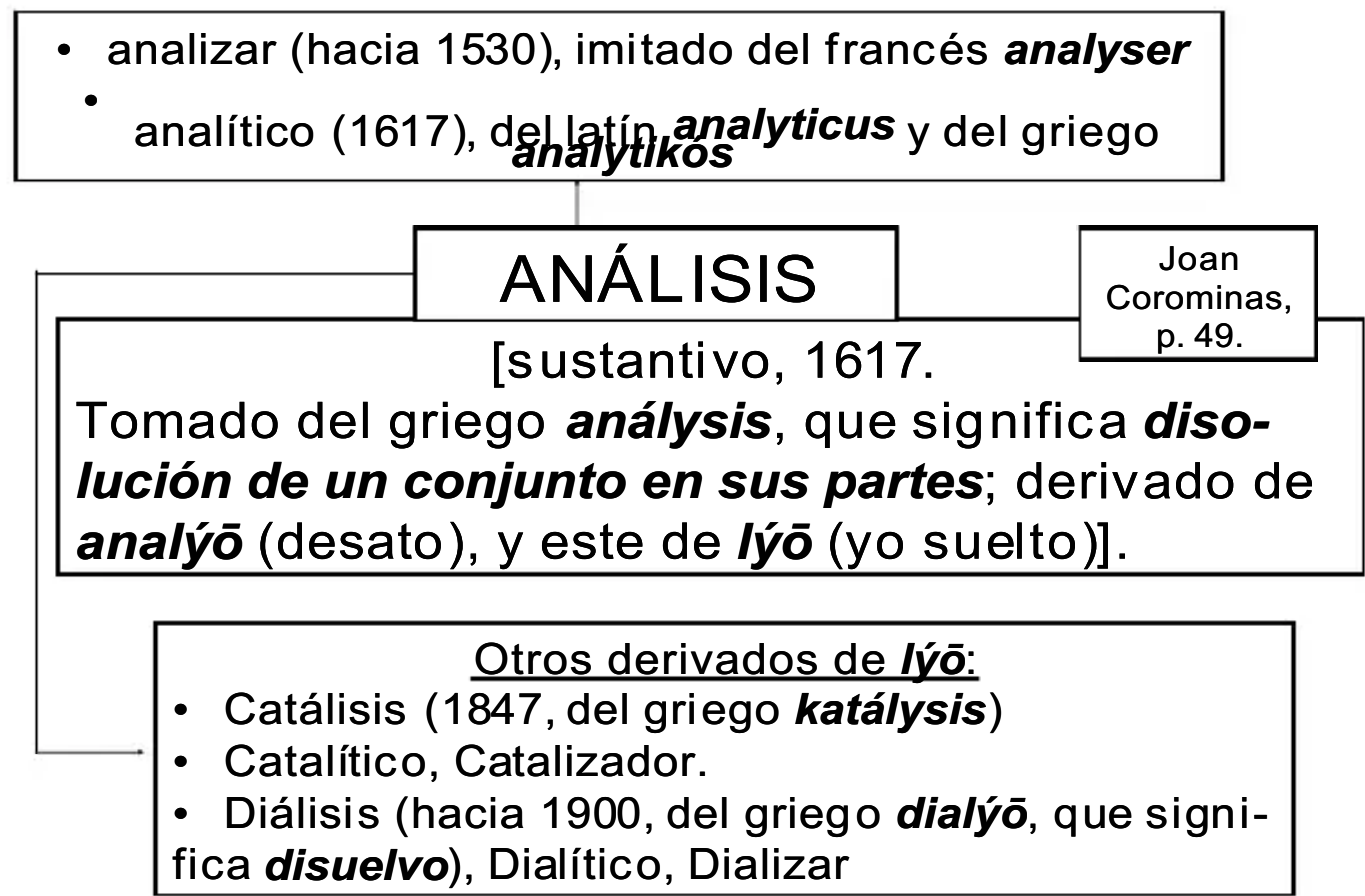 • analizar (hacia 1530), imitado del francés analyser
• analítico (1617), del latín analyticus y del griego
analytikós
ANÁLISIS
Joan
Corominas,
p. 49.
[sustantivo, 1617.
Tomado del griego análysis, que significa diso-
lución de un conjunto en sus partes; derivado de
analýō (desato), y este de lýō (yo suelto)].
Otros derivados de lýō:
• Catálisis (1847, del griego katálysis)
• Catalítico, Catalizador.
• Diálisis (hacia 1900, del griego dialýō, que signi-
fica disuelvo), Dialítico, Dializar